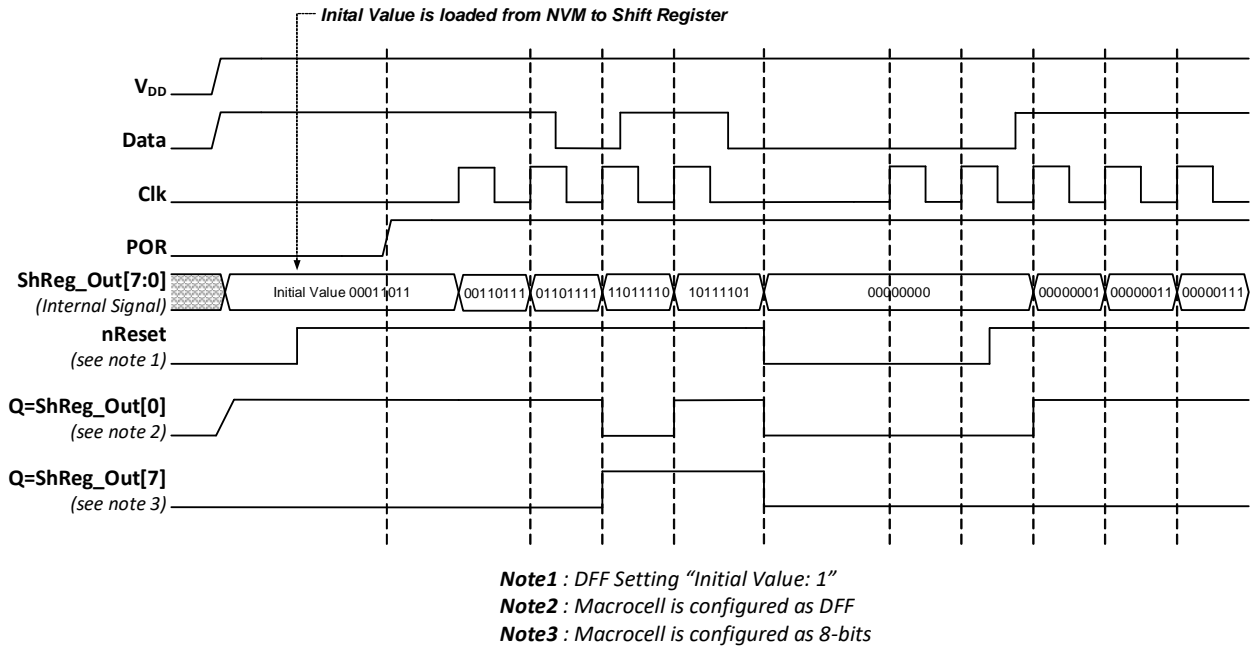 Inital Value is loaded from NVM to Shift Register
VDD
Data
Clk
POR
ShReg_Out[7:0]
(Internal Signal)
Initial Value 00011011
00110111
01101111
11011110
10111101
00000000
00000001
00000011
00000111
nReset
(see note 1)
Q=ShReg_Out[0]
(see note 2)
Q=ShReg_Out[7]
(see note 3)
Note1 : DFF Setting “Initial Value: 1”
Note2 : Macrocell is configured as DFF
Note3 : Macrocell is configured as 8-bits